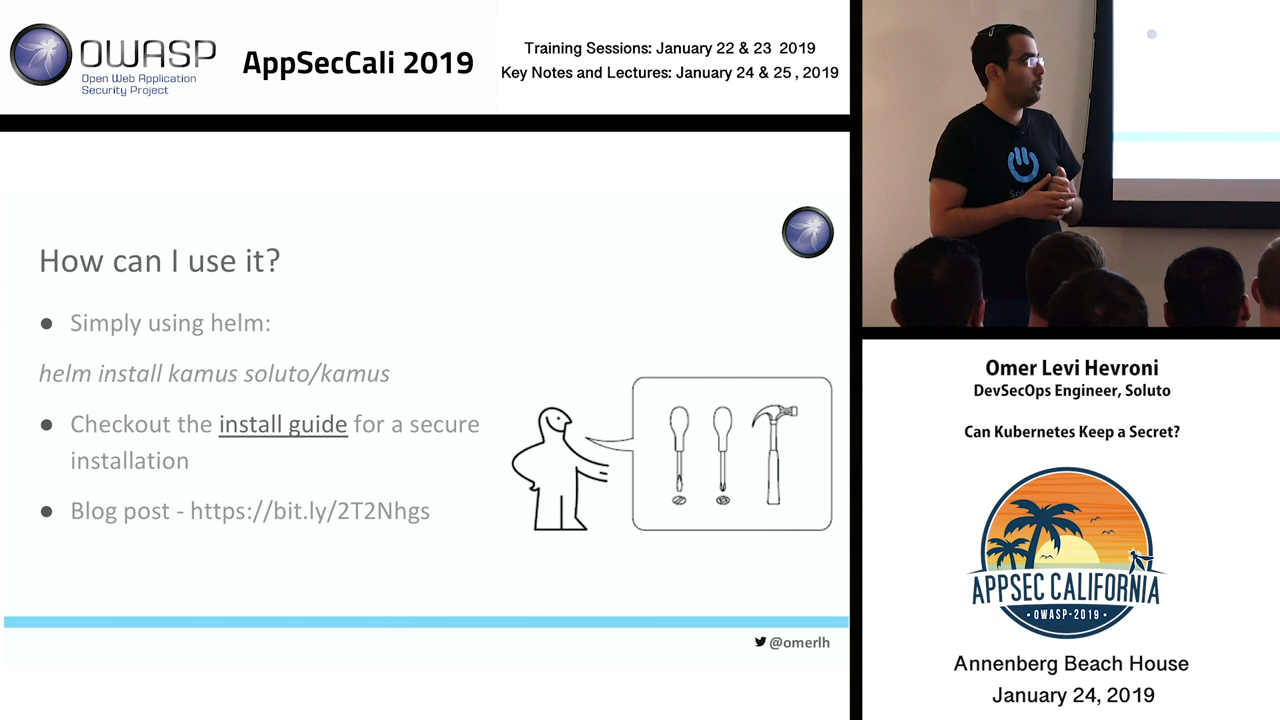 OWASP
Open Web Application
Security Project
AppSecCali 2019
Training Sessions: January 22 & 23 2019
Key Notes and Lectures: January 24 & 25 , 2019
How can I use it?
● Simply using helm:
helm install kamus soluto/kamus
● Checkout the install guide for a secure
installation
● Blog post - https://bit.ly/2T2Nhgs
@omerlh
Omer Levi Hevroni
DevSecOps Engineer, Soluto
Can Kubernetes Keep a Secret?
APPSEC CALIFORNIA
• OWASP-2019 •
Annenberg Beach House
January 24, 2019